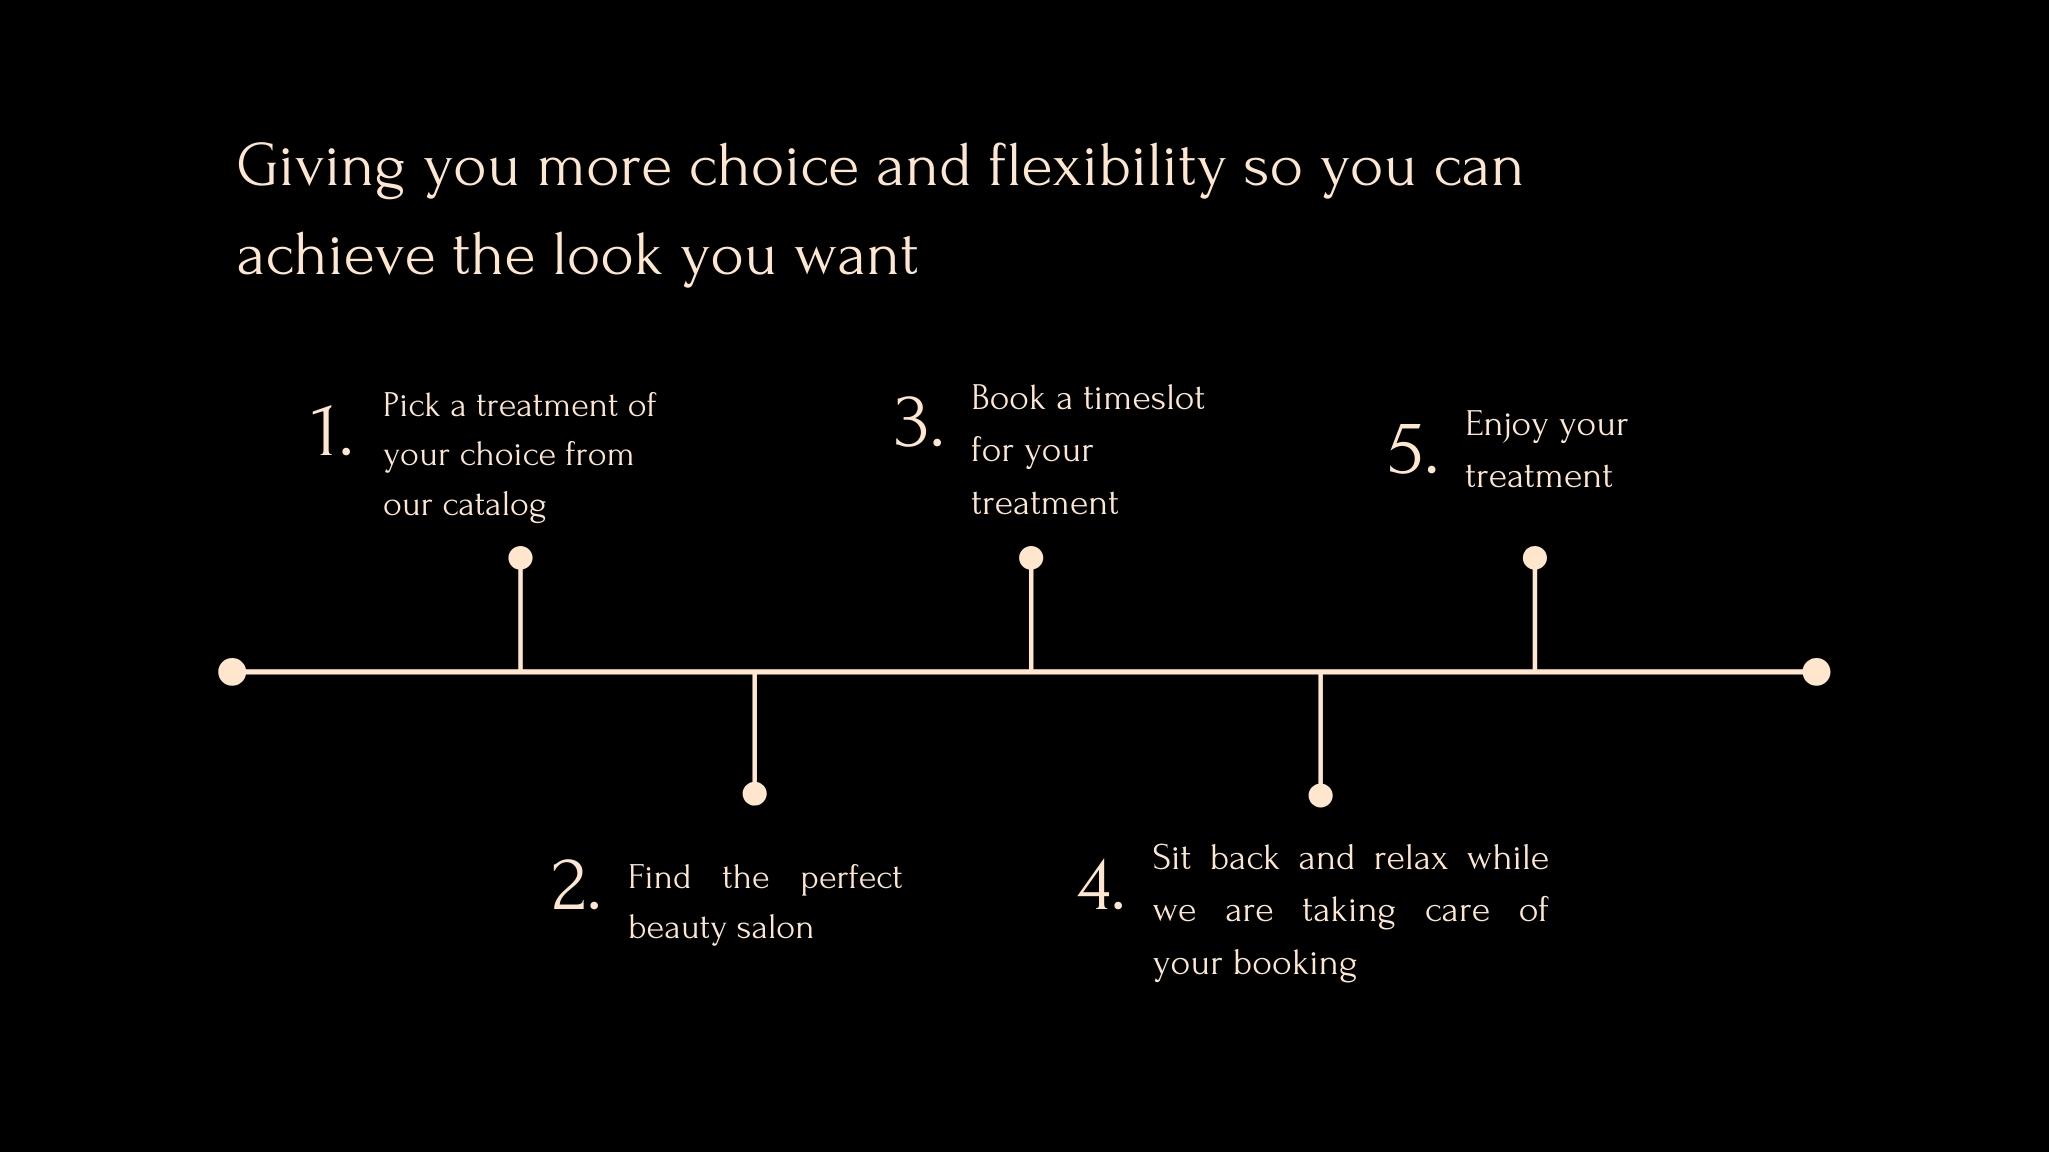 Giving you more choice and flexibility so you can
achieve the look you want
1.
Pick a treatment of
your choice from
our catalog
2.
Find the perfect
beauty salon
3.
Book a timeslot
for your
treatment
4.
Sit back and relax while
we are taking care of
your booking
5.
Enjoy your
treatment